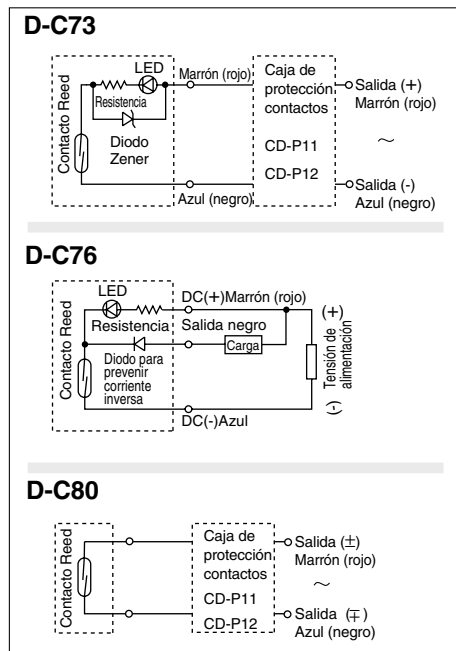 D-C73
LED
Marrón (rojo)
Resistencia
Diodo
Zener
Contacto Reed
Azul (negro)
Caja de
protección
contactos
CD-P11
CD-P12
Salida (+)
Marrón (rojo)
~
Salida (-)
Azul (negro)
D-C76
LED
DC(+)Marrón (rojo)
Resistencia
Salida negro
Carga
Contacto Reed
Diodo para
prevenir
corriente
inversa
DC(-)Azul
(+)
Tensión de
alimentación
(-)
D-C80
Contacto Reed
Caja de
protección
contactos
CD-P11
CD-P12
Salida (±)
Marrón (rojo)
~
Salida (∓)
Azul (negro)